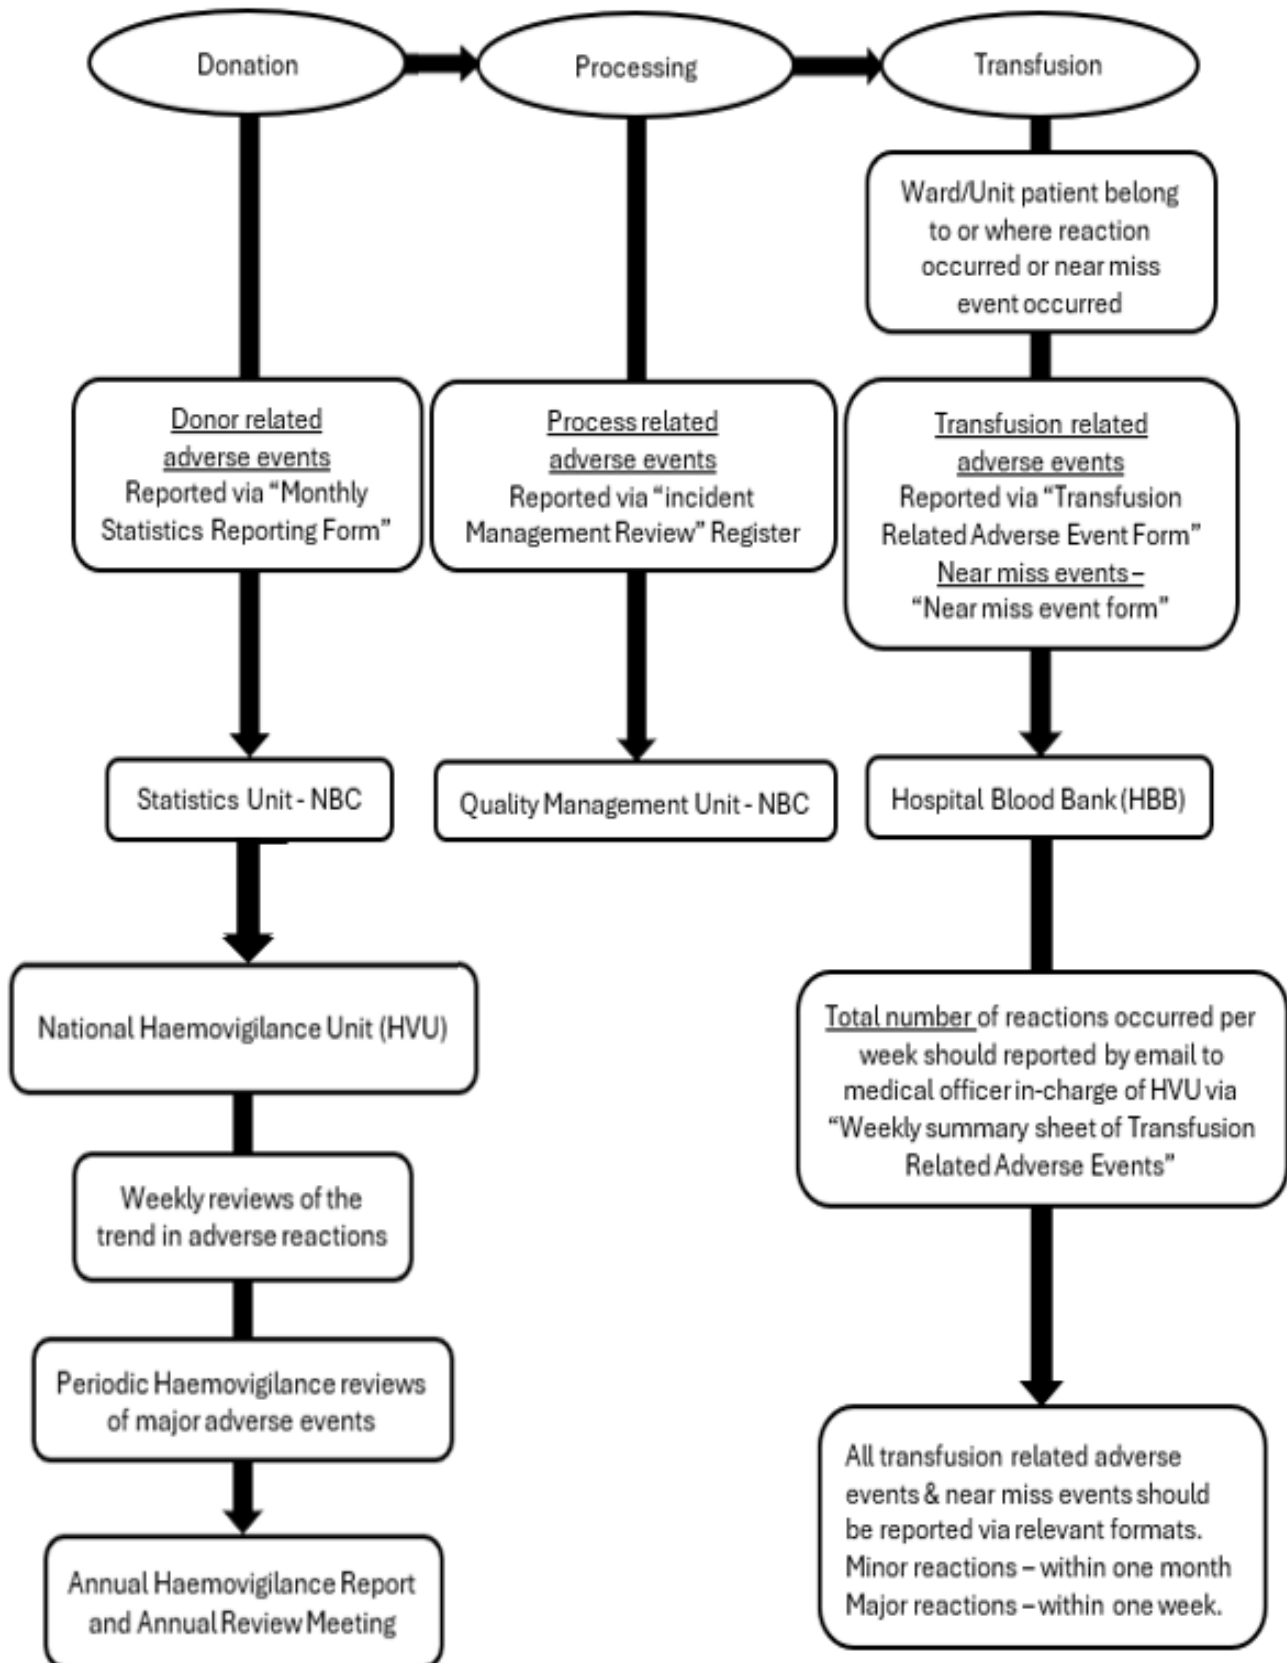 Donation
Processing
Transfusion
Ward/Unit patient belong
to or where reaction
occurred or near miss
event occurred
Donor related
adverse events
Reported via “Monthly
Statistics Reporting Form”
Process related
adverse events
Reported via “incident
Management Review” Register
Transfusion related
adverse events
Reported via “Transfusion
Related Adverse Event Form”
Near miss events –
“Near miss event form”
Statistics Unit - NBC
Quality Management Unit - NBC
Hospital Blood Bank (HBB)
National Haemovigilance Unit (HVU)
Total number of reactions occurred per
week should reported by email to
medical officer in-charge of HVU via
“Weekly summary sheet of Transfusion
Related Adverse Events”
Weekly reviews of the
trend in adverse reactions
Periodic Haemovigilance reviews
of major adverse events
Annual Haemovigilance Report
and Annual Review Meeting
All transfusion related adverse
events & near miss events should
be reported via relevant formats.
Minor reactions – within one month
Major reactions – within one week.